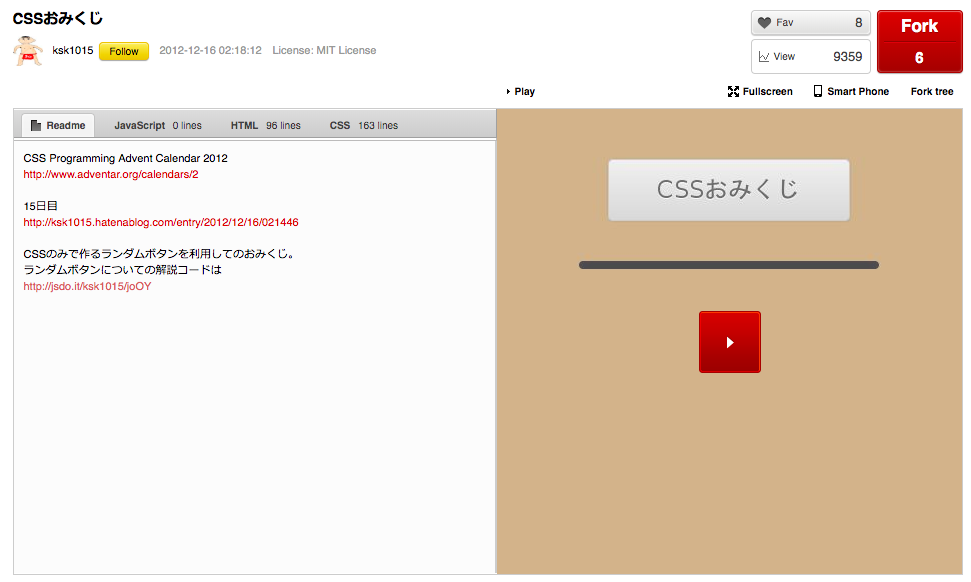 CSSおみくじ
ksk1015 Follow 2012-12-16 02:18:12 License: MIT License
Fav 8
View 9359
Fork
6
Play
Fullscreen Smart Phone Fork tree
Readme JavaScript 0 lines HTML 96 lines CSS 163 lines
CSS Programming Advent Calendar 2012
http://www.adventar.org/calendars/2
15日目
http://ksk1015.hatenablog.com/entry/2012/12/16/021446
CSSのみで作るランダムボタンを利用してのおみくじ。
ランダムボタンについての解説コードは
http://jsdo.it/ksk1015/joOY
CSSおみくじ